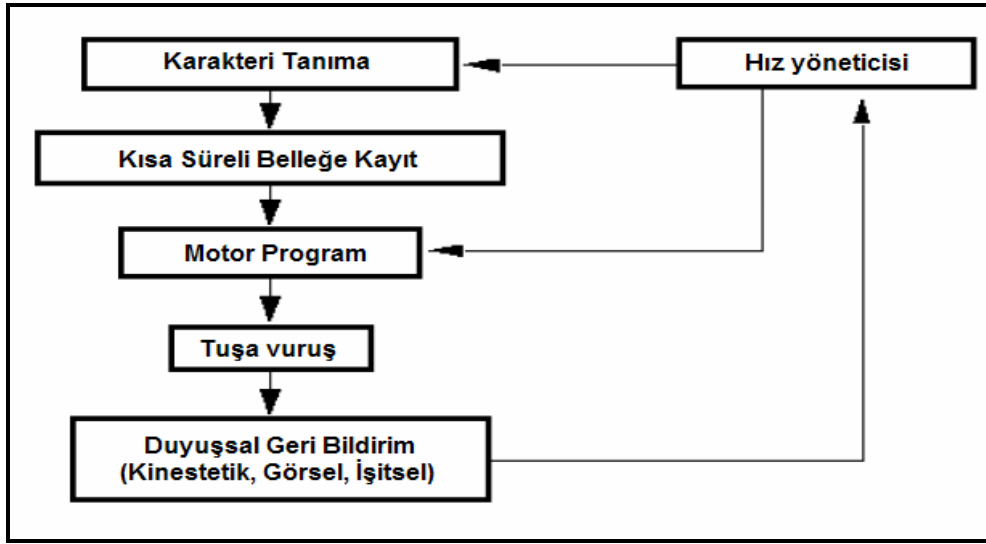 Karakteri Tanıma
Hız yöneticisi
Kısa Süreli Belleğe Kayıt
Motor Program
Tuşa vuruş
Duyuşsal Geri Bildirim
(Kinestetik, Görsel, İşitsel)